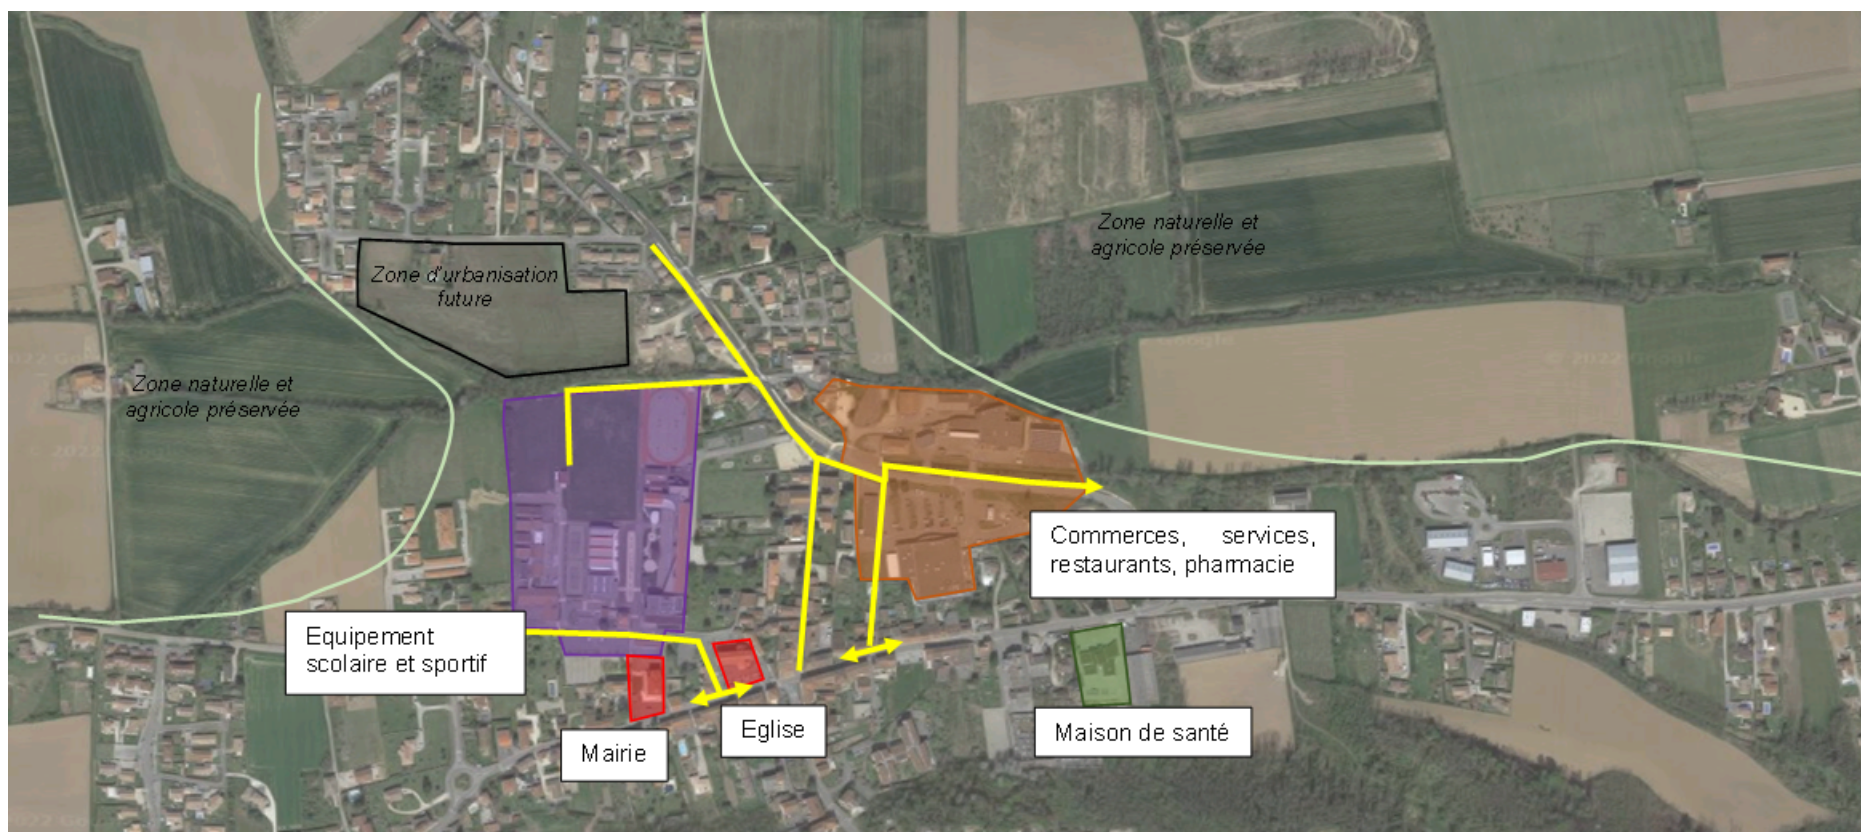 Zone naturelle et
agricole préservée
Zone d'urbanisation
future
Zone naturelle et
agricole préservée
Commerces, services,
restaurants, pharmacie
Equipement
scolaire et sportif
Eglise
Maison de santé
Mairie